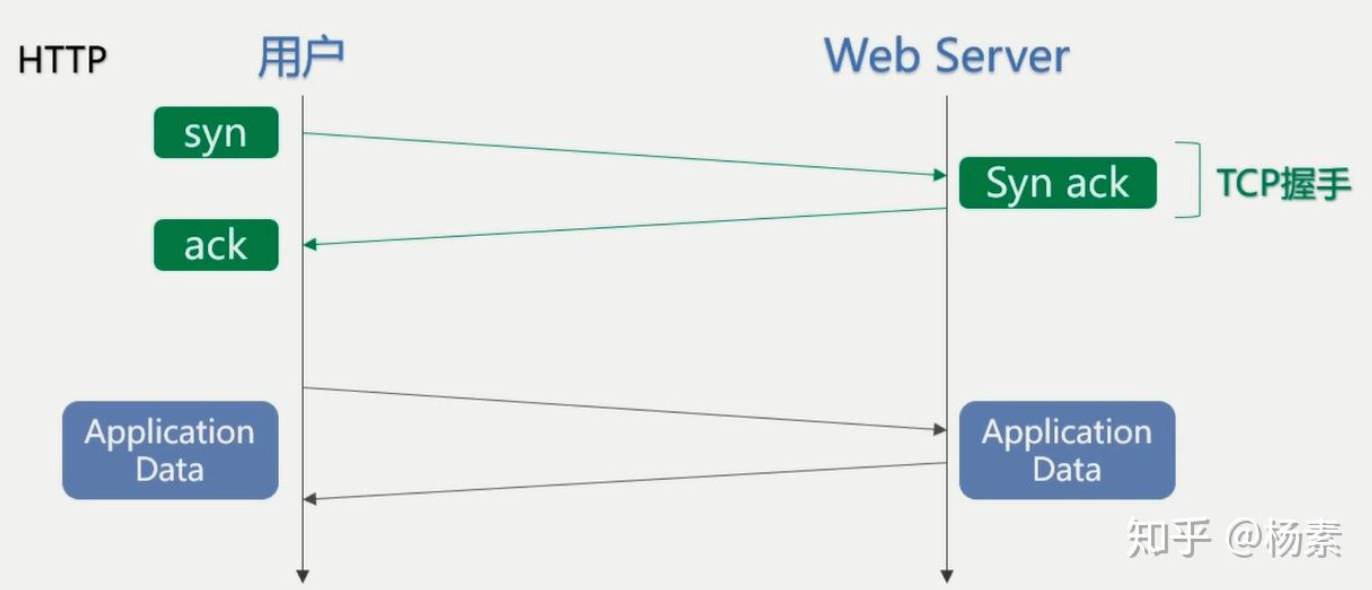 HTTP
用户
Web Server
syn
Syn ack
TCP握手
ack
Application
Data
Application
Data
知乎 @杨素